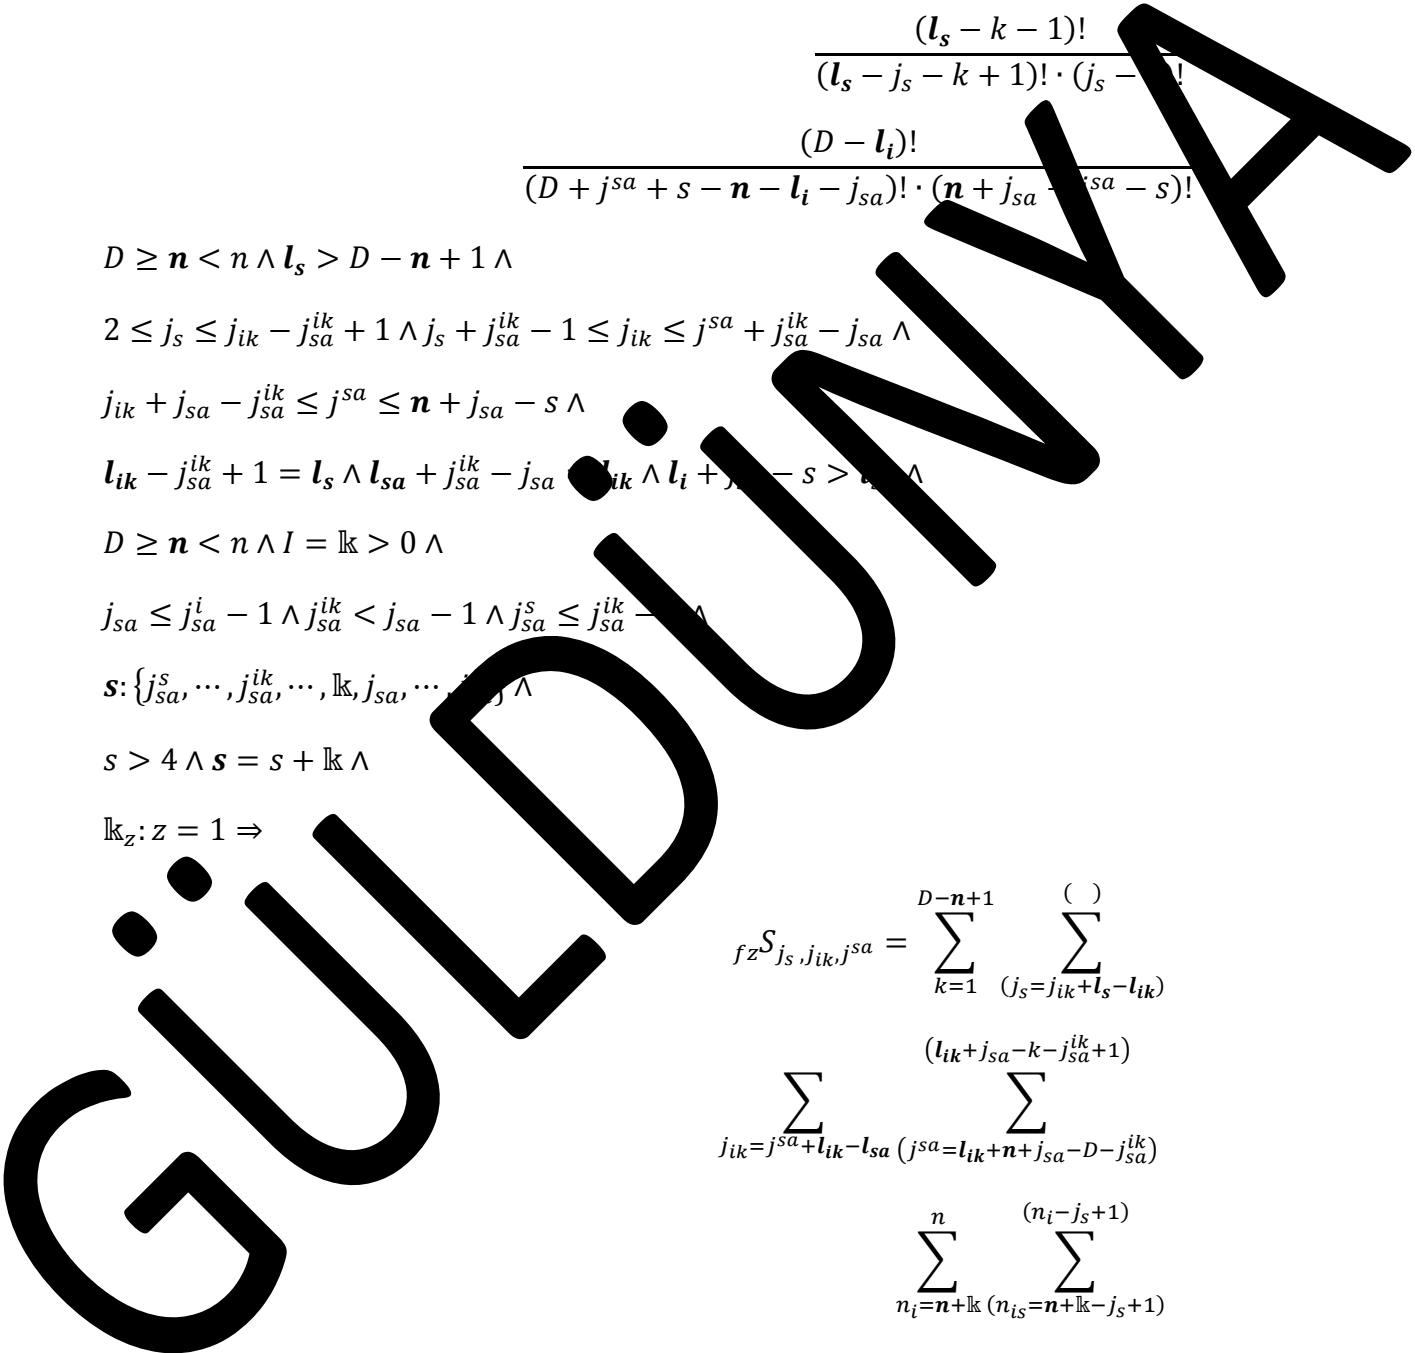 (l_s − k − 1)!
(l_s − j_s − k + 1)! · (j_s − )!
(D − l_i)!
(D + j^{sa} + s − n − l_i − j_{sa})! · (n + j_{sa} − j^{sa} − s)!
D ≥ n < n ∧ l_s > D − n + 1 ∧
2 ≤ j_s ≤ j_{ik} − j_{sa}^{ik} + 1 ∧ j_s + j_{sa}^{ik} − 1 ≤ j_{ik} ≤ j^{sa} + j_{sa}^{ik} − j_{sa} ∧
j_{ik} + j_{sa} − j_{sa}^{ik} ≤ j^{sa} ≤ n + j_{sa} − s ∧
l_{ik} − j_{sa}^{ik} + 1 = l_s ∧ l_{sa} + j_{sa}^{ik} − j_{sa} l_{ik} ∧ l_i + − s > ∧
D ≥ n < n ∧ I = 𝕜 > 0 ∧
j_{sa} ≤ j_{sa}^{i} − 1 ∧ j_{sa}^{ik} < j_{sa} − 1 ∧ j_{sa}^{s} ≤ j_{sa}^{ik} − ∧
s: {j_{sa}^{s}, ⋯ , j_{sa}^{ik}, ⋯ , 𝕜, j_{sa}, ⋯ , } ∧
s > 4 ∧ s = s + 𝕜 ∧
𝕜_z: z = 1 ⇒
D−n+1 ( )
_{fz}S_{j_s ,j_{ik},j^{sa}} = ∑ ∑
k=1 (j_s=j_{ik}+l_s−l_{ik})
(l_{ik}+j_{sa}−k−j_{sa}^{ik}+1)
∑ ∑
j_{ik}=j^{sa}+l_{ik}−l_{sa} (j^{sa}=l_{ik}+n+j_{sa}−D−j_{sa}^{ik})
n (n_i−j_s+1)
∑ ∑
n_i=n+𝕜 (n_{is}=n+𝕜−j_s+1)
GÜLDÜNYA